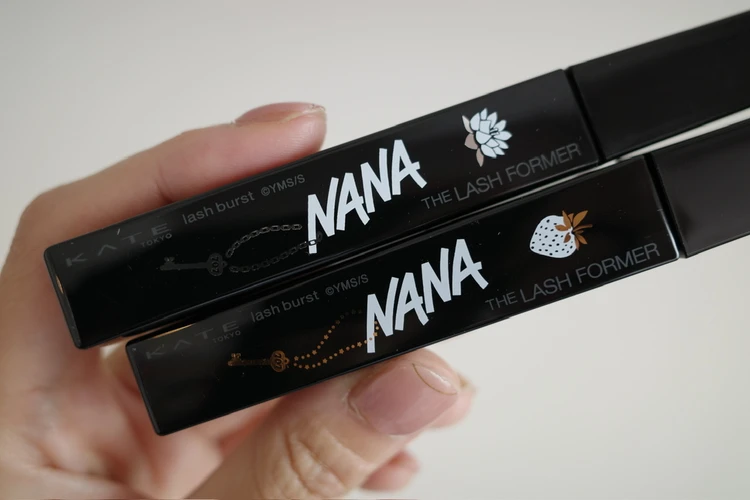 KATE
TOKYO
lash burst ©YMS/S
NANA
THE LASH FORMER
KATE
TOKYO
lash burst ©YMS/S
NANA
THE LASH FORMER